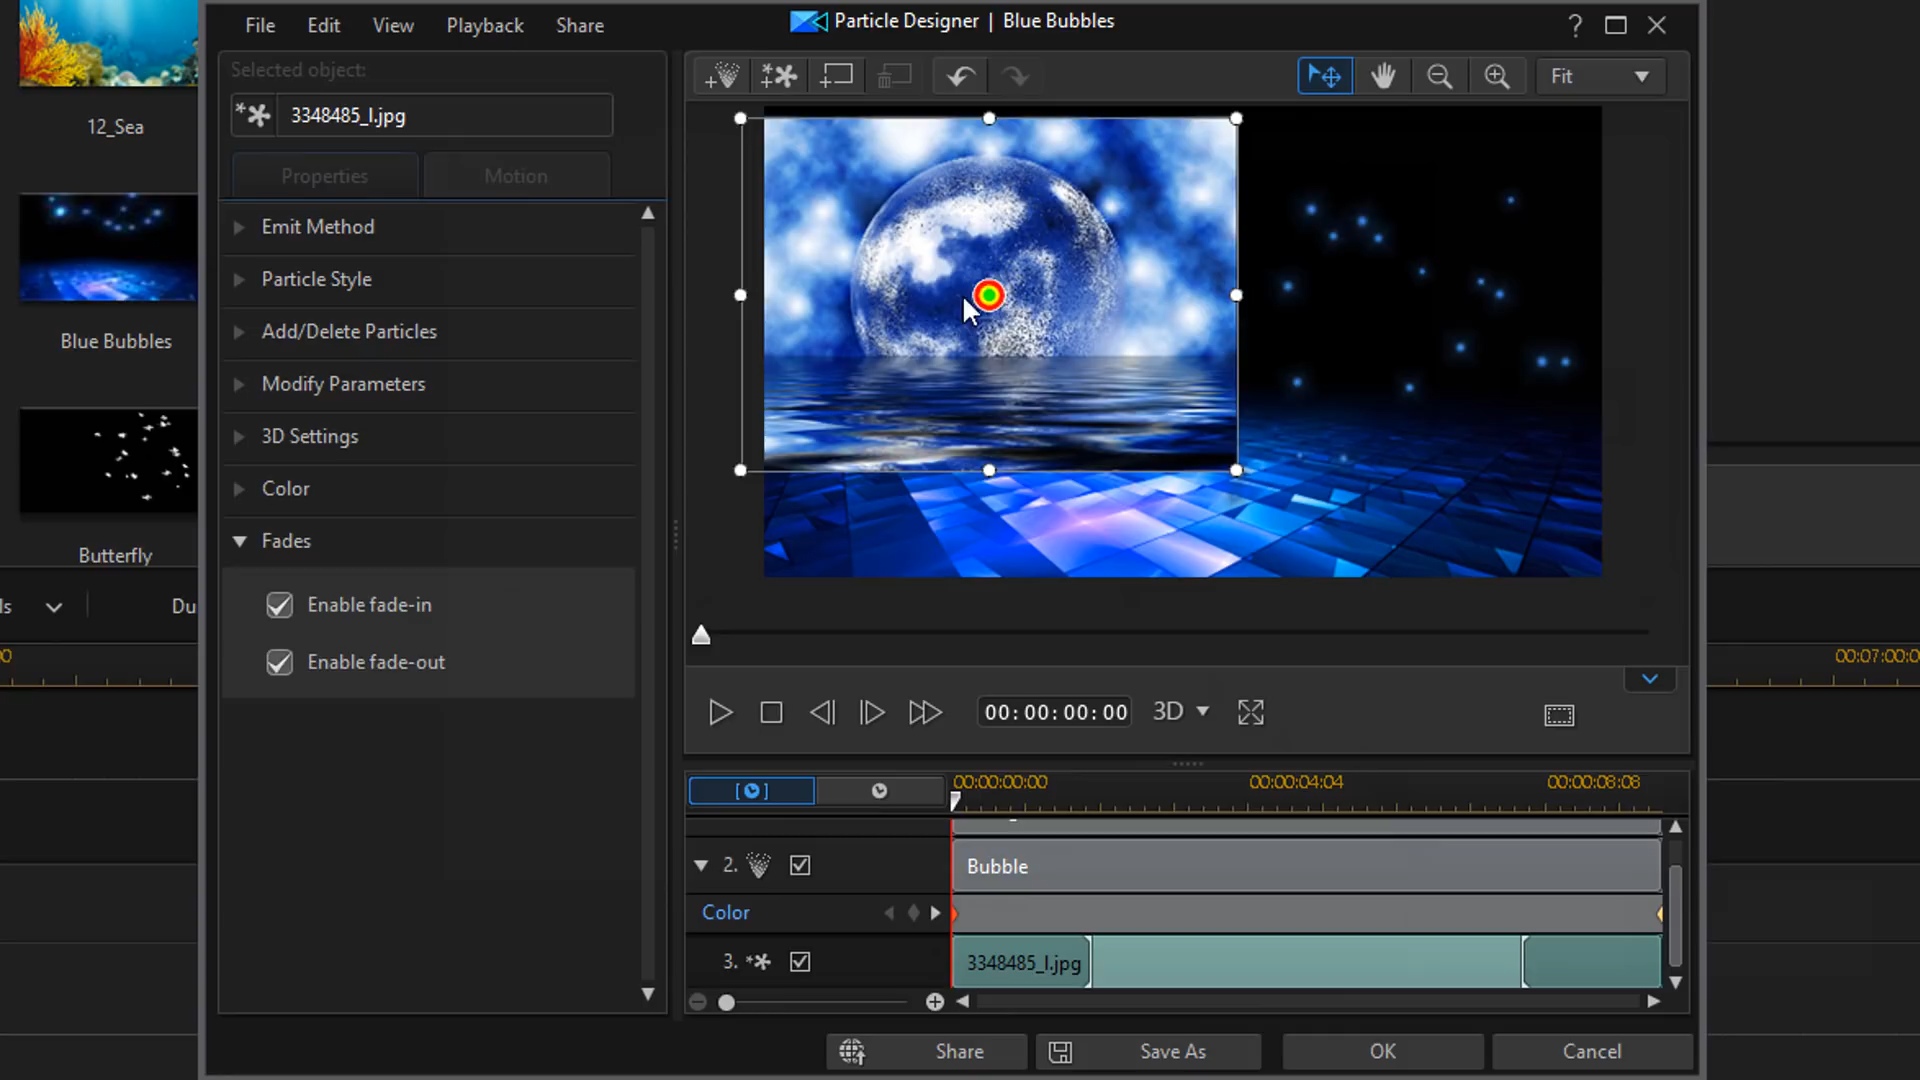 File Edit View Playback Share
Particle Designer | Blue Bubbles
?
Selected object:
3348485_l.jpg
Properties Motion
Emit Method
Particle Style
Add/Delete Particles
Modify Parameters
3D Settings
Color
Fades
Enable fade-in
Enable fade-out
Fit
12_Sea
Blue Bubbles
Butterfly
ls
Du
00
00:07:00:0
00:00:00:00
3D
00:00:00:00 00:00:04:04 00:00:08:08
2. Bubble
Color
3. 3348485_l.jpg
Share Save As OK Cancel